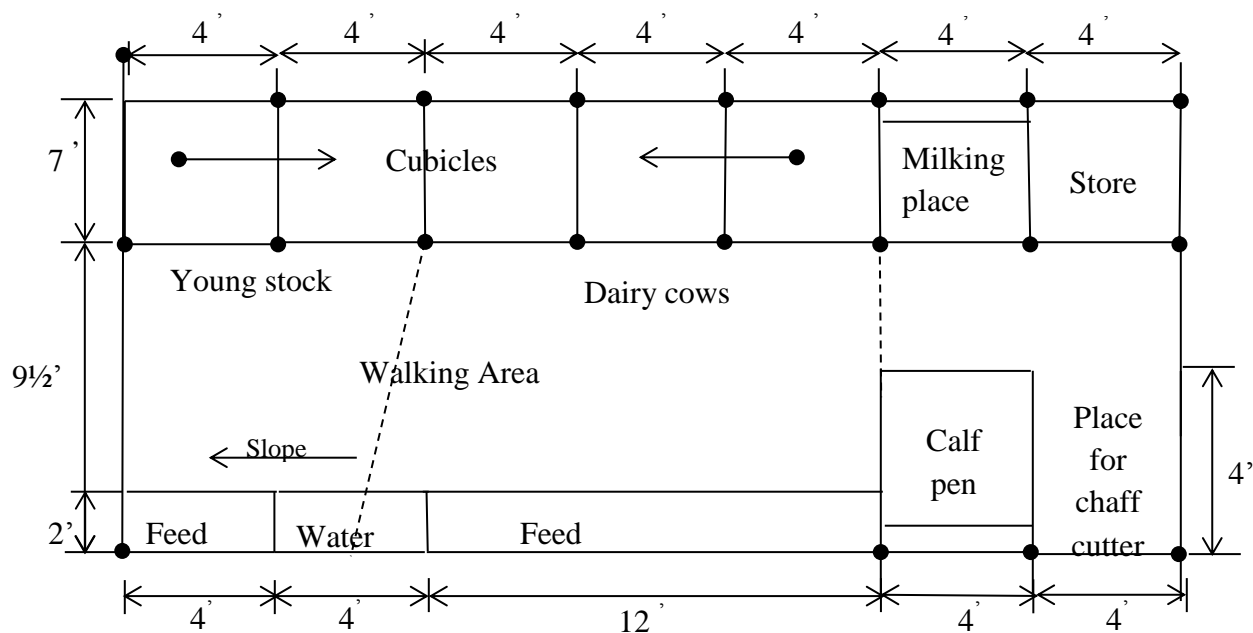 4’ 4’ 4’ 4’ 4’ 4’ 4’
7’
Cubicles
Milking
place
Store
Young stock
Dairy cows
9½’
Walking Area
Slope
Calf
pen
Place
for
chaff
cutter
4’
2’
Feed
Water
Feed
4’ 4’ 12’ 4’ 4’